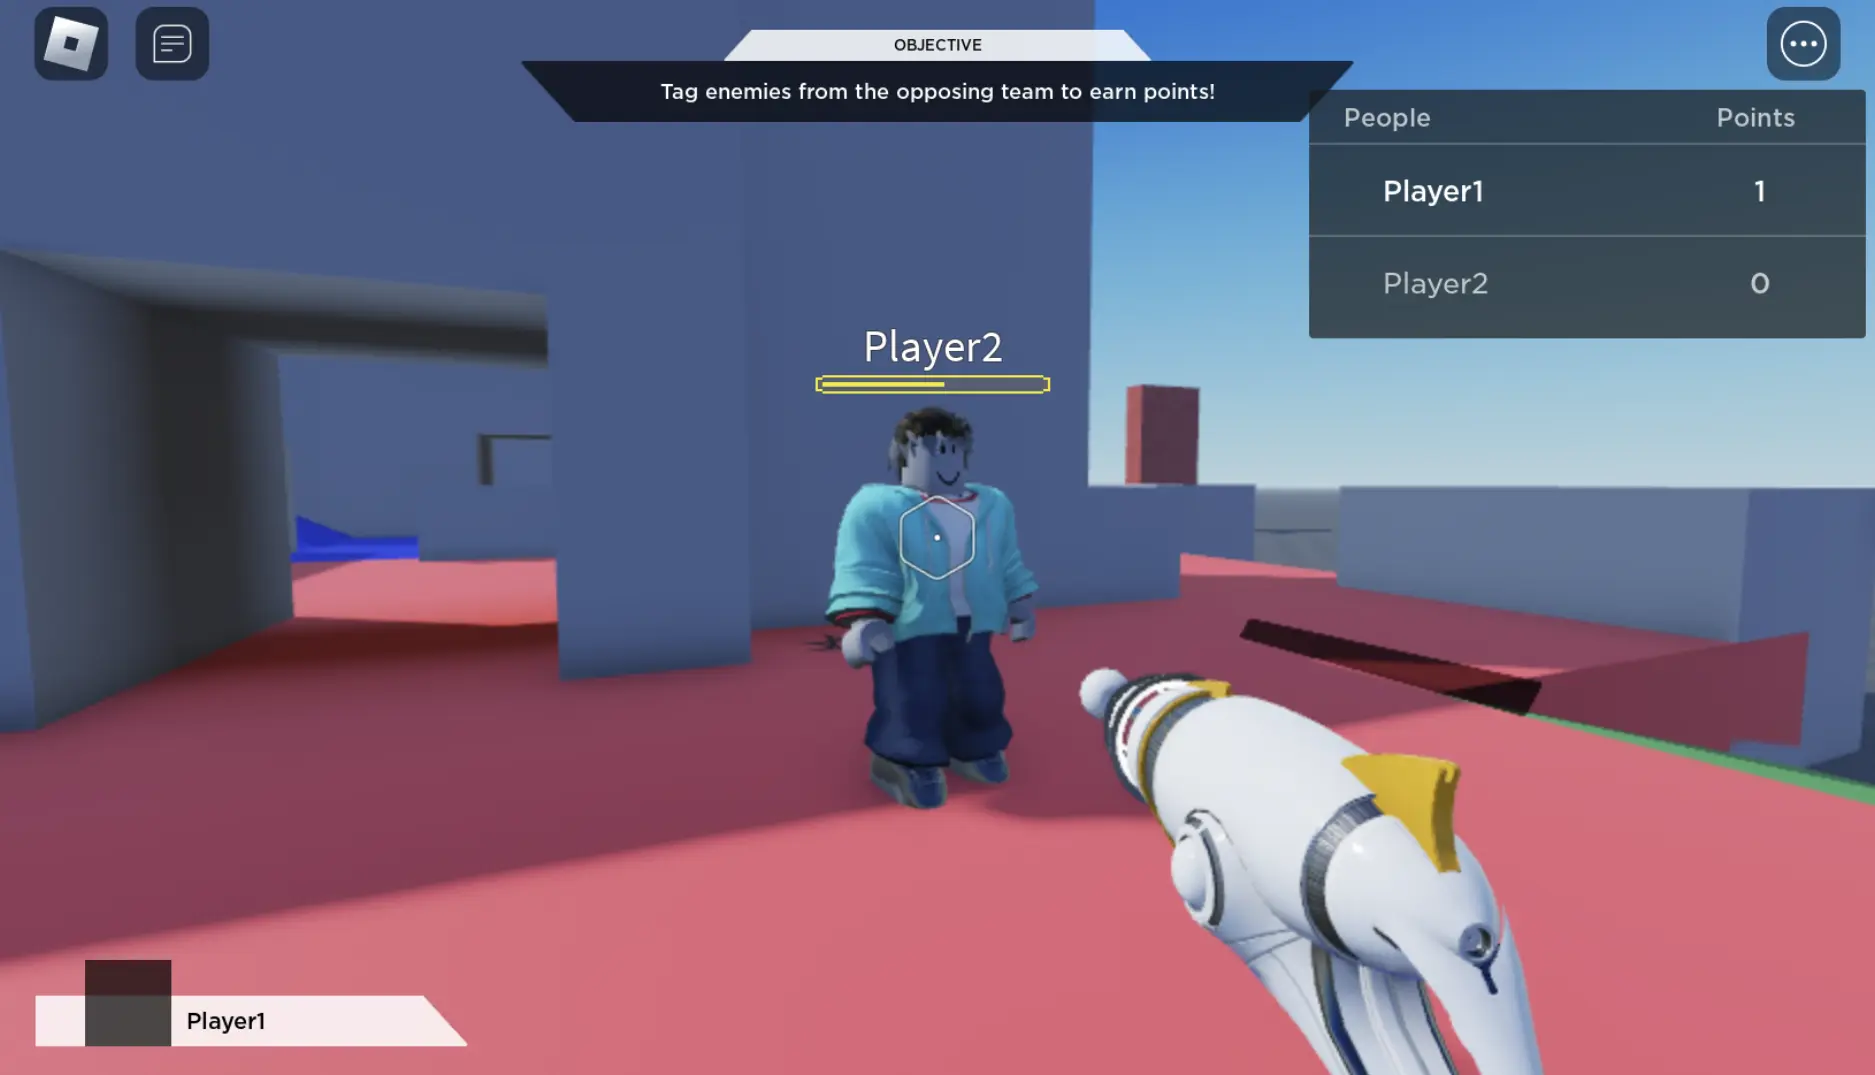 OBJECTIVE
Tag enemies from the opposing team to earn points!
People Points
Player1 1
Player2 0
Player2
Player1